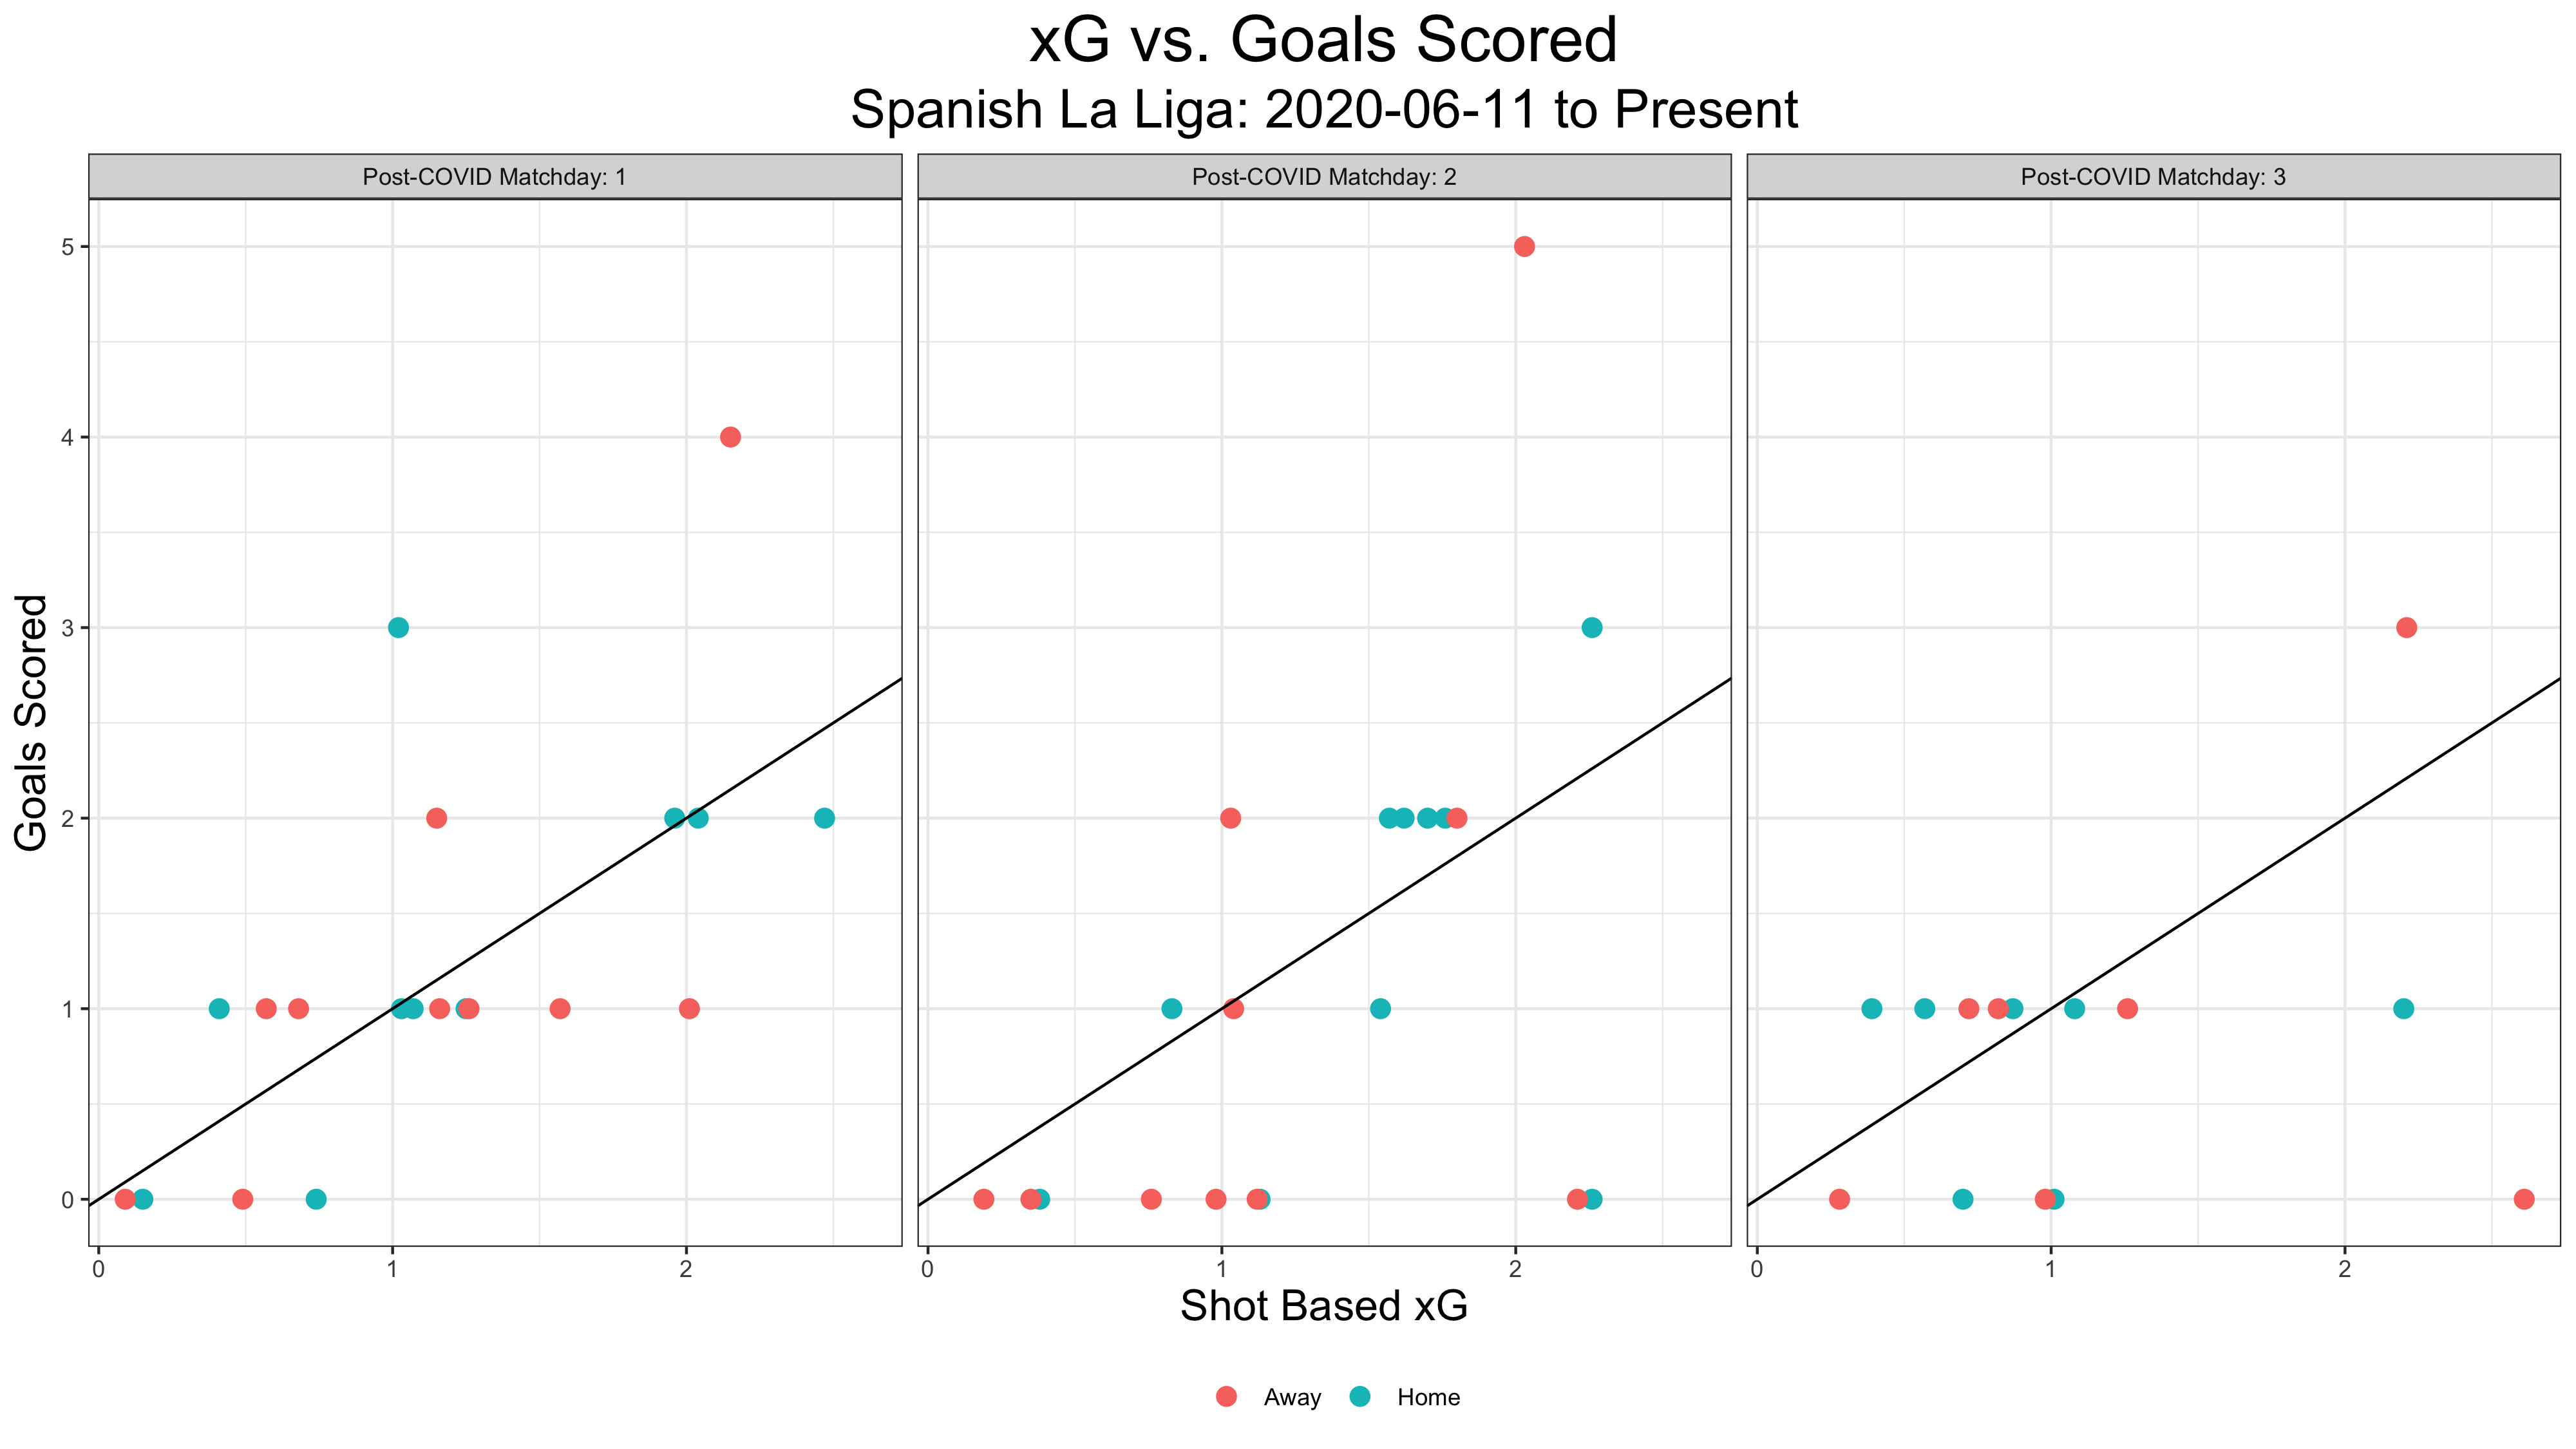 xG vs. Goals Scored
Spanish La Liga: 2020-06-11 to Present
Post-COVID Matchday: 1
Post-COVID Matchday: 2
Post-COVID Matchday: 3
Goals Scored
5
4
3
2
1
0
0 1 2
0 1 2
0 1 2
Shot Based xG
Away
Home